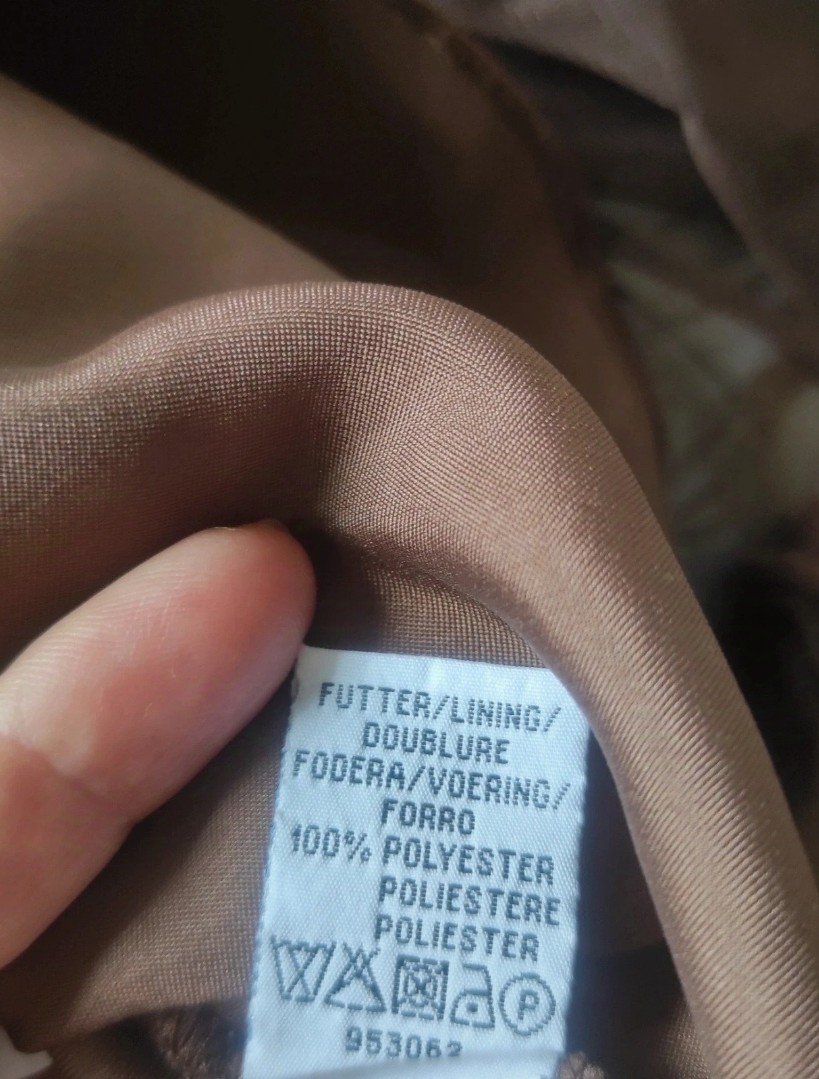 FUTTER/LINING/
DOUBLURE
FODERA/VOERING/
FORRO
100% POLYESTER
POLIESTERE
POLIESTER
P
953062